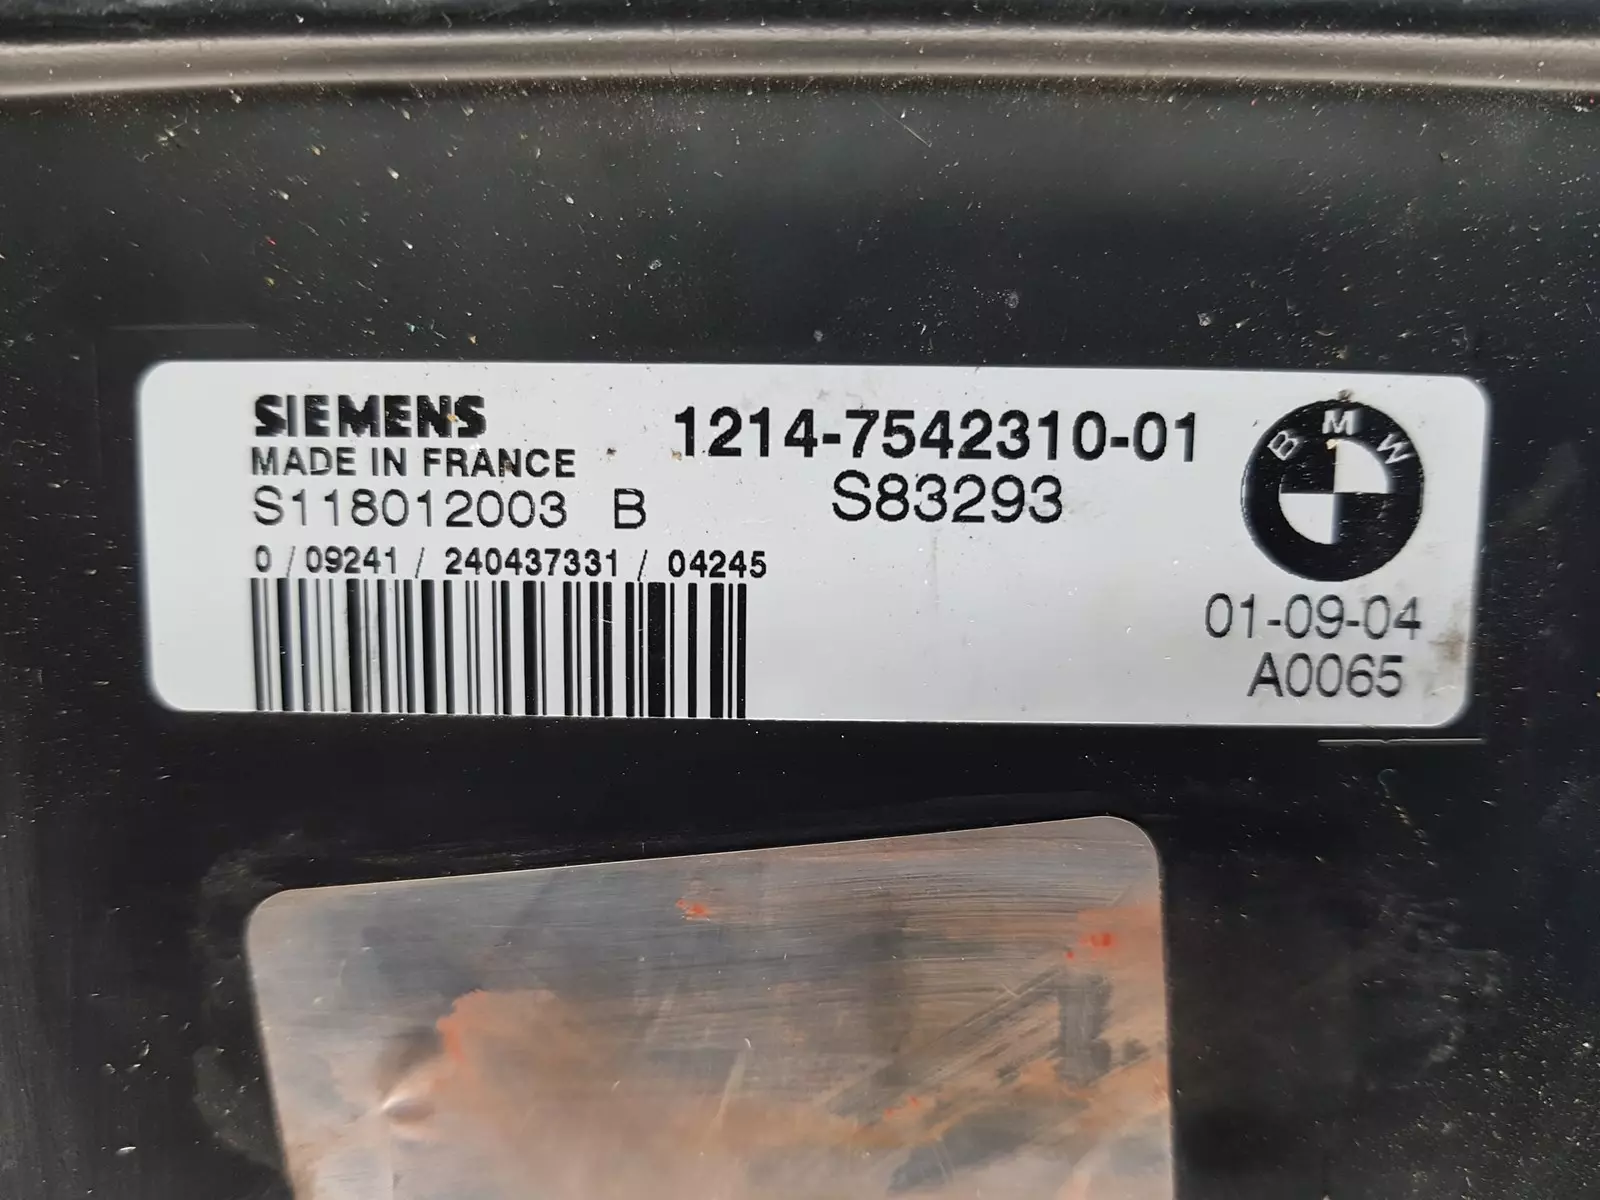 SIEMENS
MADE IN FRANCE
S118012003 B
1214-7542310-01
S83293
0 / 09241 / 240437331 / 04245
BMW
01-09-04
A0065